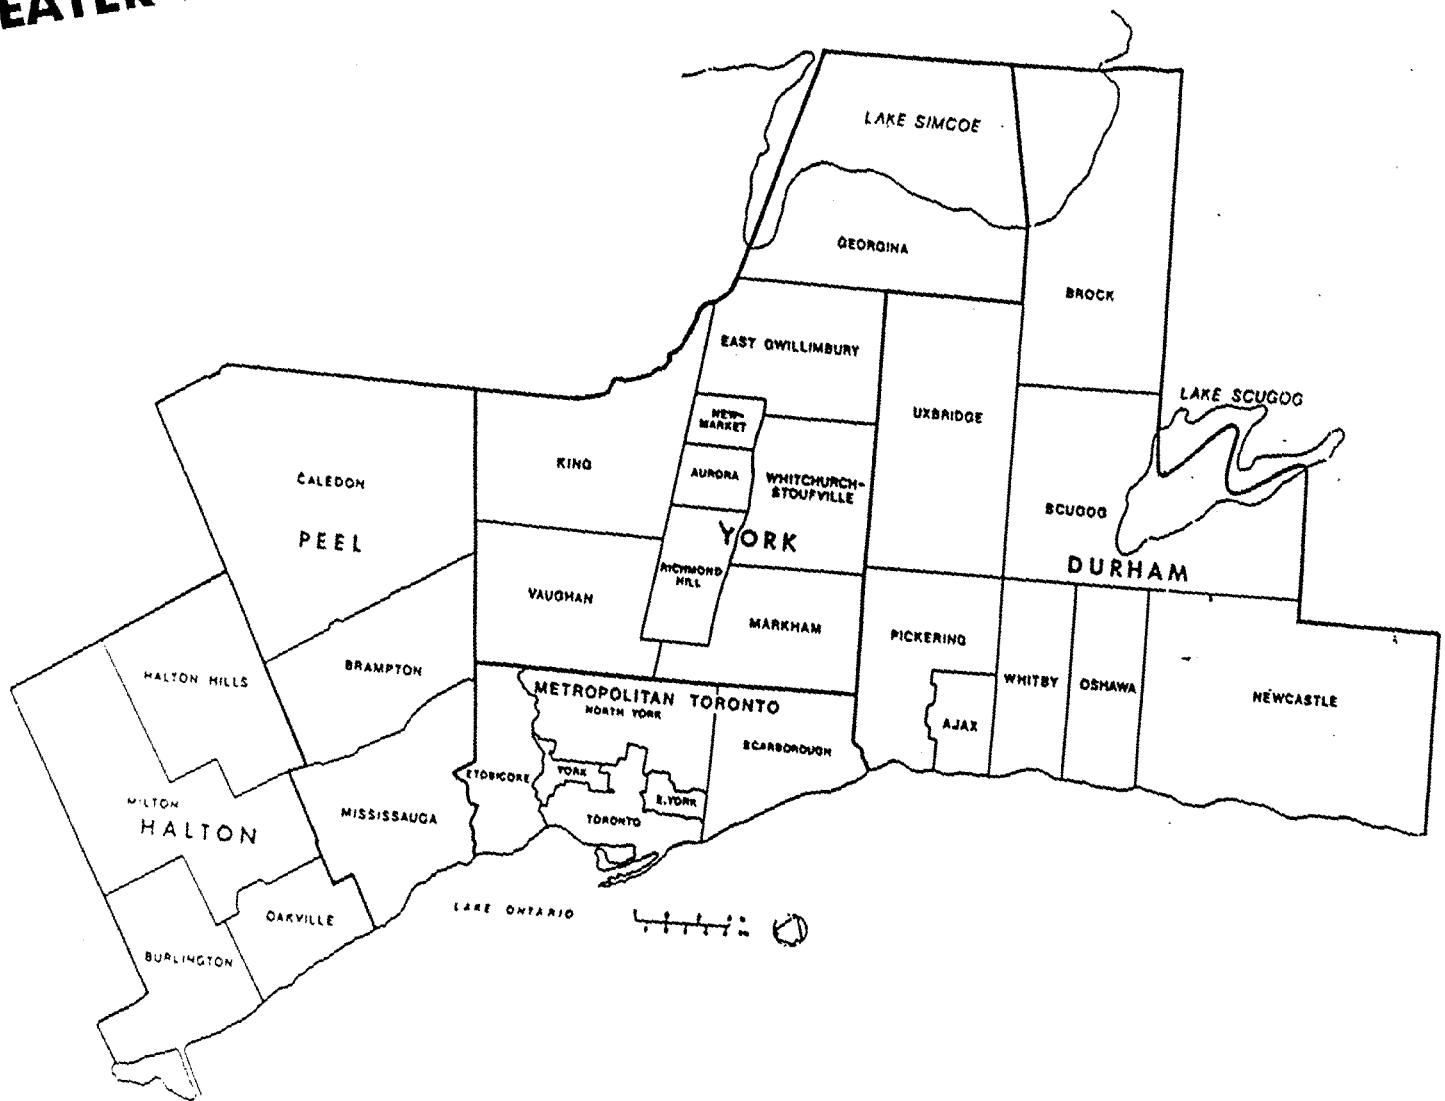 LAKE SIMCOE
GEORGINA
BROCK
EAST GWILLIMBURY
LAKE SCUGOG
NEW-
MARKET
UXBRIDGE
KING
AURORA
WHITCHURCH-
STOUFVILLE
CALEDON
SCUGOG
PEEL
YORK
DURHAM
RICHMOND
HILL
VAUGHAN
MARKHAM
PICKERING
BRAMPTON
HALTON HILLS
WHITBY
OSHAWA
NEWCASTLE
METROPOLITAN TORONTO
NORTH YORK
AJAX
SCARBOROUGH
ETOBICOKE
YORK
E.YORK
MILTON
HALTON
MISSISSAUGA
TORONTO
OAKVILLE
LAKE ONTARIO
BURLINGTON